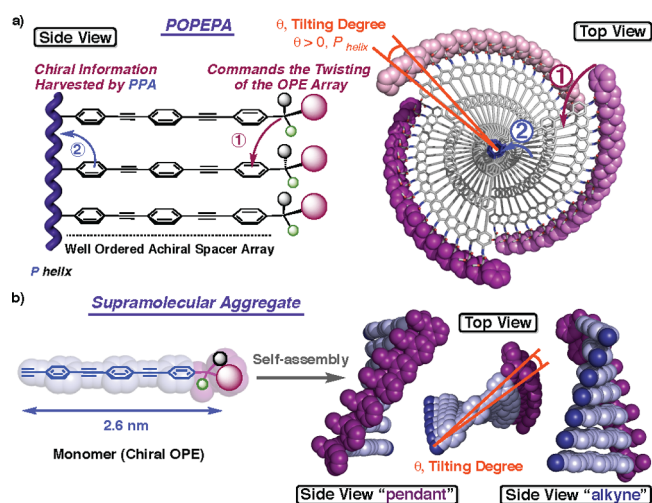 a)
Side View
POPEPA
θ, Tilting Degree
θ > 0, P helix
Top View
Chiral Information
Harvested by PPA
Commands the Twisting
of the OPE Array
①
②
①
②
Well Ordered Achiral Spacer Array
P helix
b)
Supramolecular Aggregate
Top View
Self-assembly
2.6 nm
Monomer (Chiral OPE)
θ, Tilting Degree
Side View "pendant"
Side View "alkyne"